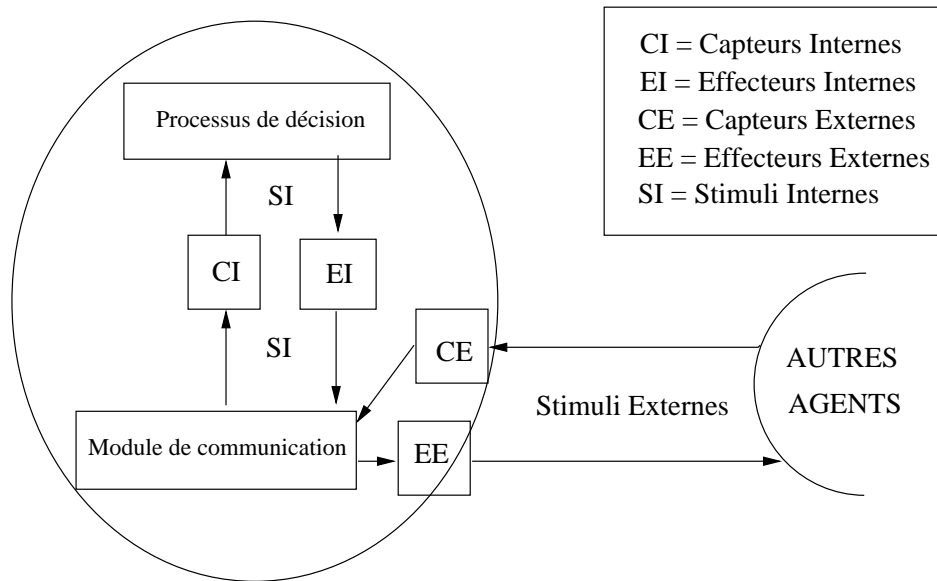 CI = Capteurs Internes
EI = Effecteurs Internes
CE = Capteurs Externes
EE = Effecteurs Externes
SI = Stimuli Internes
Processus de décision
SI
CI
EI
SI
CE
AUTRES
AGENTS
Stimuli Externes
Module de communication
EE